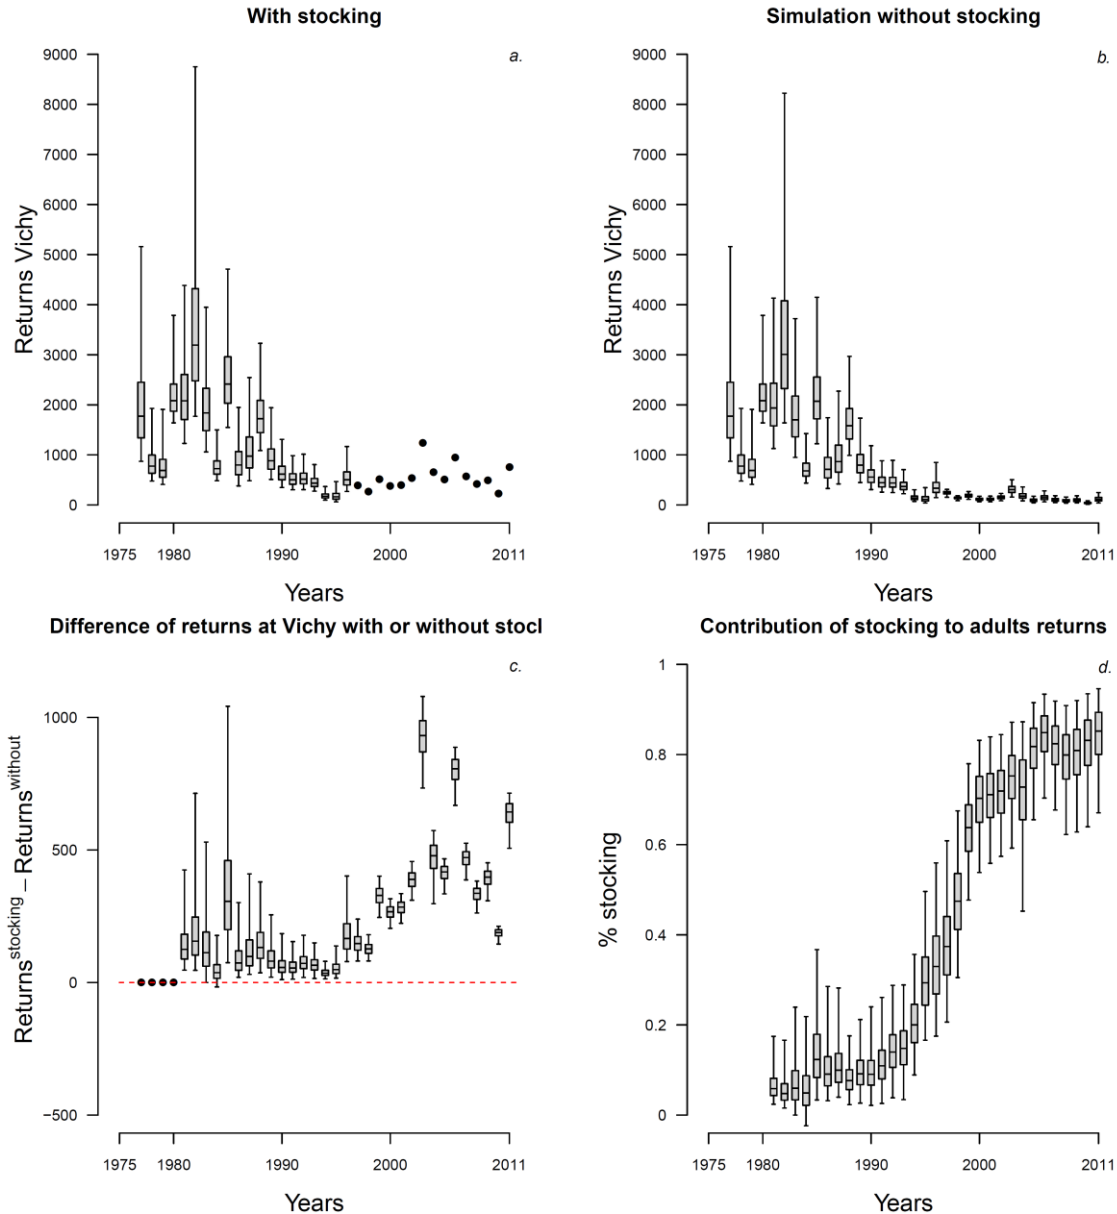 With stocking
a.
9000
8000
7000
6000
5000
4000
3000
2000
1000
0
Returns Vichy
1975 1980 1990 2000 2011
Years
Simulation without stocking
b.
9000
8000
7000
6000
5000
4000
3000
2000
1000
0
Returns Vichy
1975 1980 1990 2000 2011
Years
Difference of returns at Vichy with or without stocl
c.
1000
500
0
−500
Returns^stocking − Returns^without
1975 1980 1990 2000 2011
Years
Contribution of stocking to adults returns
d.
1
0.8
0.6
0.4
0.2
0
% stocking
1975 1980 1990 2000 2011
Years